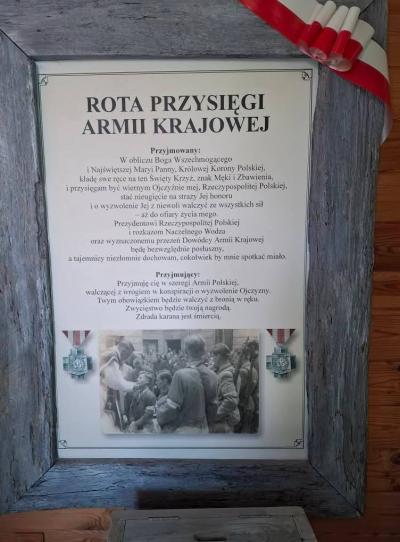 ROTA PRZYSIĘGI
ARMII KRAJOWEJ
Przyjmowany:
W obliczu Boga Wszechmogącego
i Najświętszej Maryi Panny, Królowej Korony Polskiej,
kładę swe ręce na ten Święty Krzyż, znak Męki i Zbawienia,
i przysięgam być wiernym Ojczyźnie mej, Rzeczypospolitej Polskiej,
stać nieugięcie na straży Jej honoru
i o wyzwolenie Jej z niewoli walczyć ze wszystkich sił
– aż do ofiary życia mego.
Prezydentowi Rzeczypospolitej Polskiej
i rozkazom Naczelnego Wodza
oraz wyznaczonemu przezeń Dowódcy Armii Krajowej
będę bezwględnie posłuszny,
a tajemnicy niezłomnie dochowam, cokolwiek by mnie spotkać miało.
Przyjmujący:
Przyjmuję cię w szeregi Armii Polskiej,
walczącej z wrogiem w konspiracji o wyzwolenie Ojczyzny.
Twym obowiązkiem będzie walczyć z bronią w ręku.
Zwycięstwo będzie twoją nagrodą.
Zdrada karana jest śmiercią.